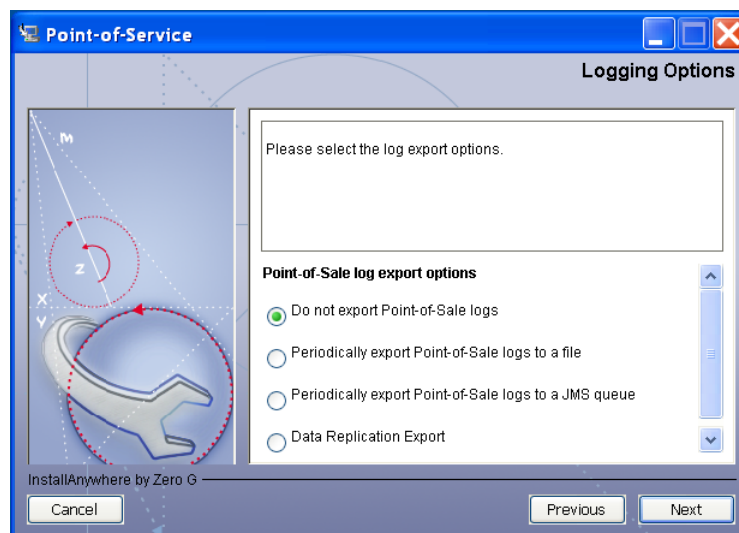 Point-of-Service
Logging Options
M
Z
X
Y
Please select the log export options.
Point-of-Sale log export options
Do not export Point-of-Sale logs
Periodically export Point-of-Sale logs to a file
Periodically export Point-of-Sale logs to a JMS queue
Data Replication Export
InstallAnywhere by Zero G
Cancel
Previous
Next